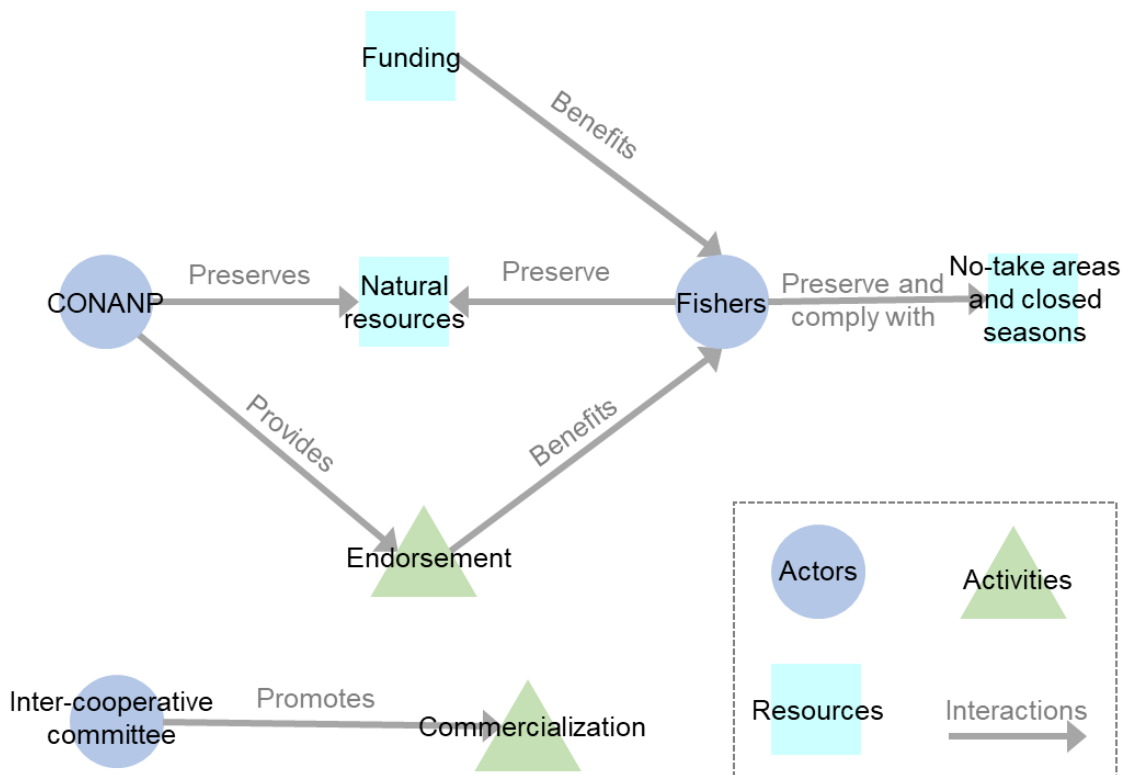 Funding
Benefits
CONANP
Preserves
Natural
resources
Preserve
Fishers
Preserve and
comply with
No-take areas
and closed
seasons
Provides
Benefits
Endorsement
Actors
Activities
Inter-cooperative
committee
Promotes
Commercialization
Resources
Interactions